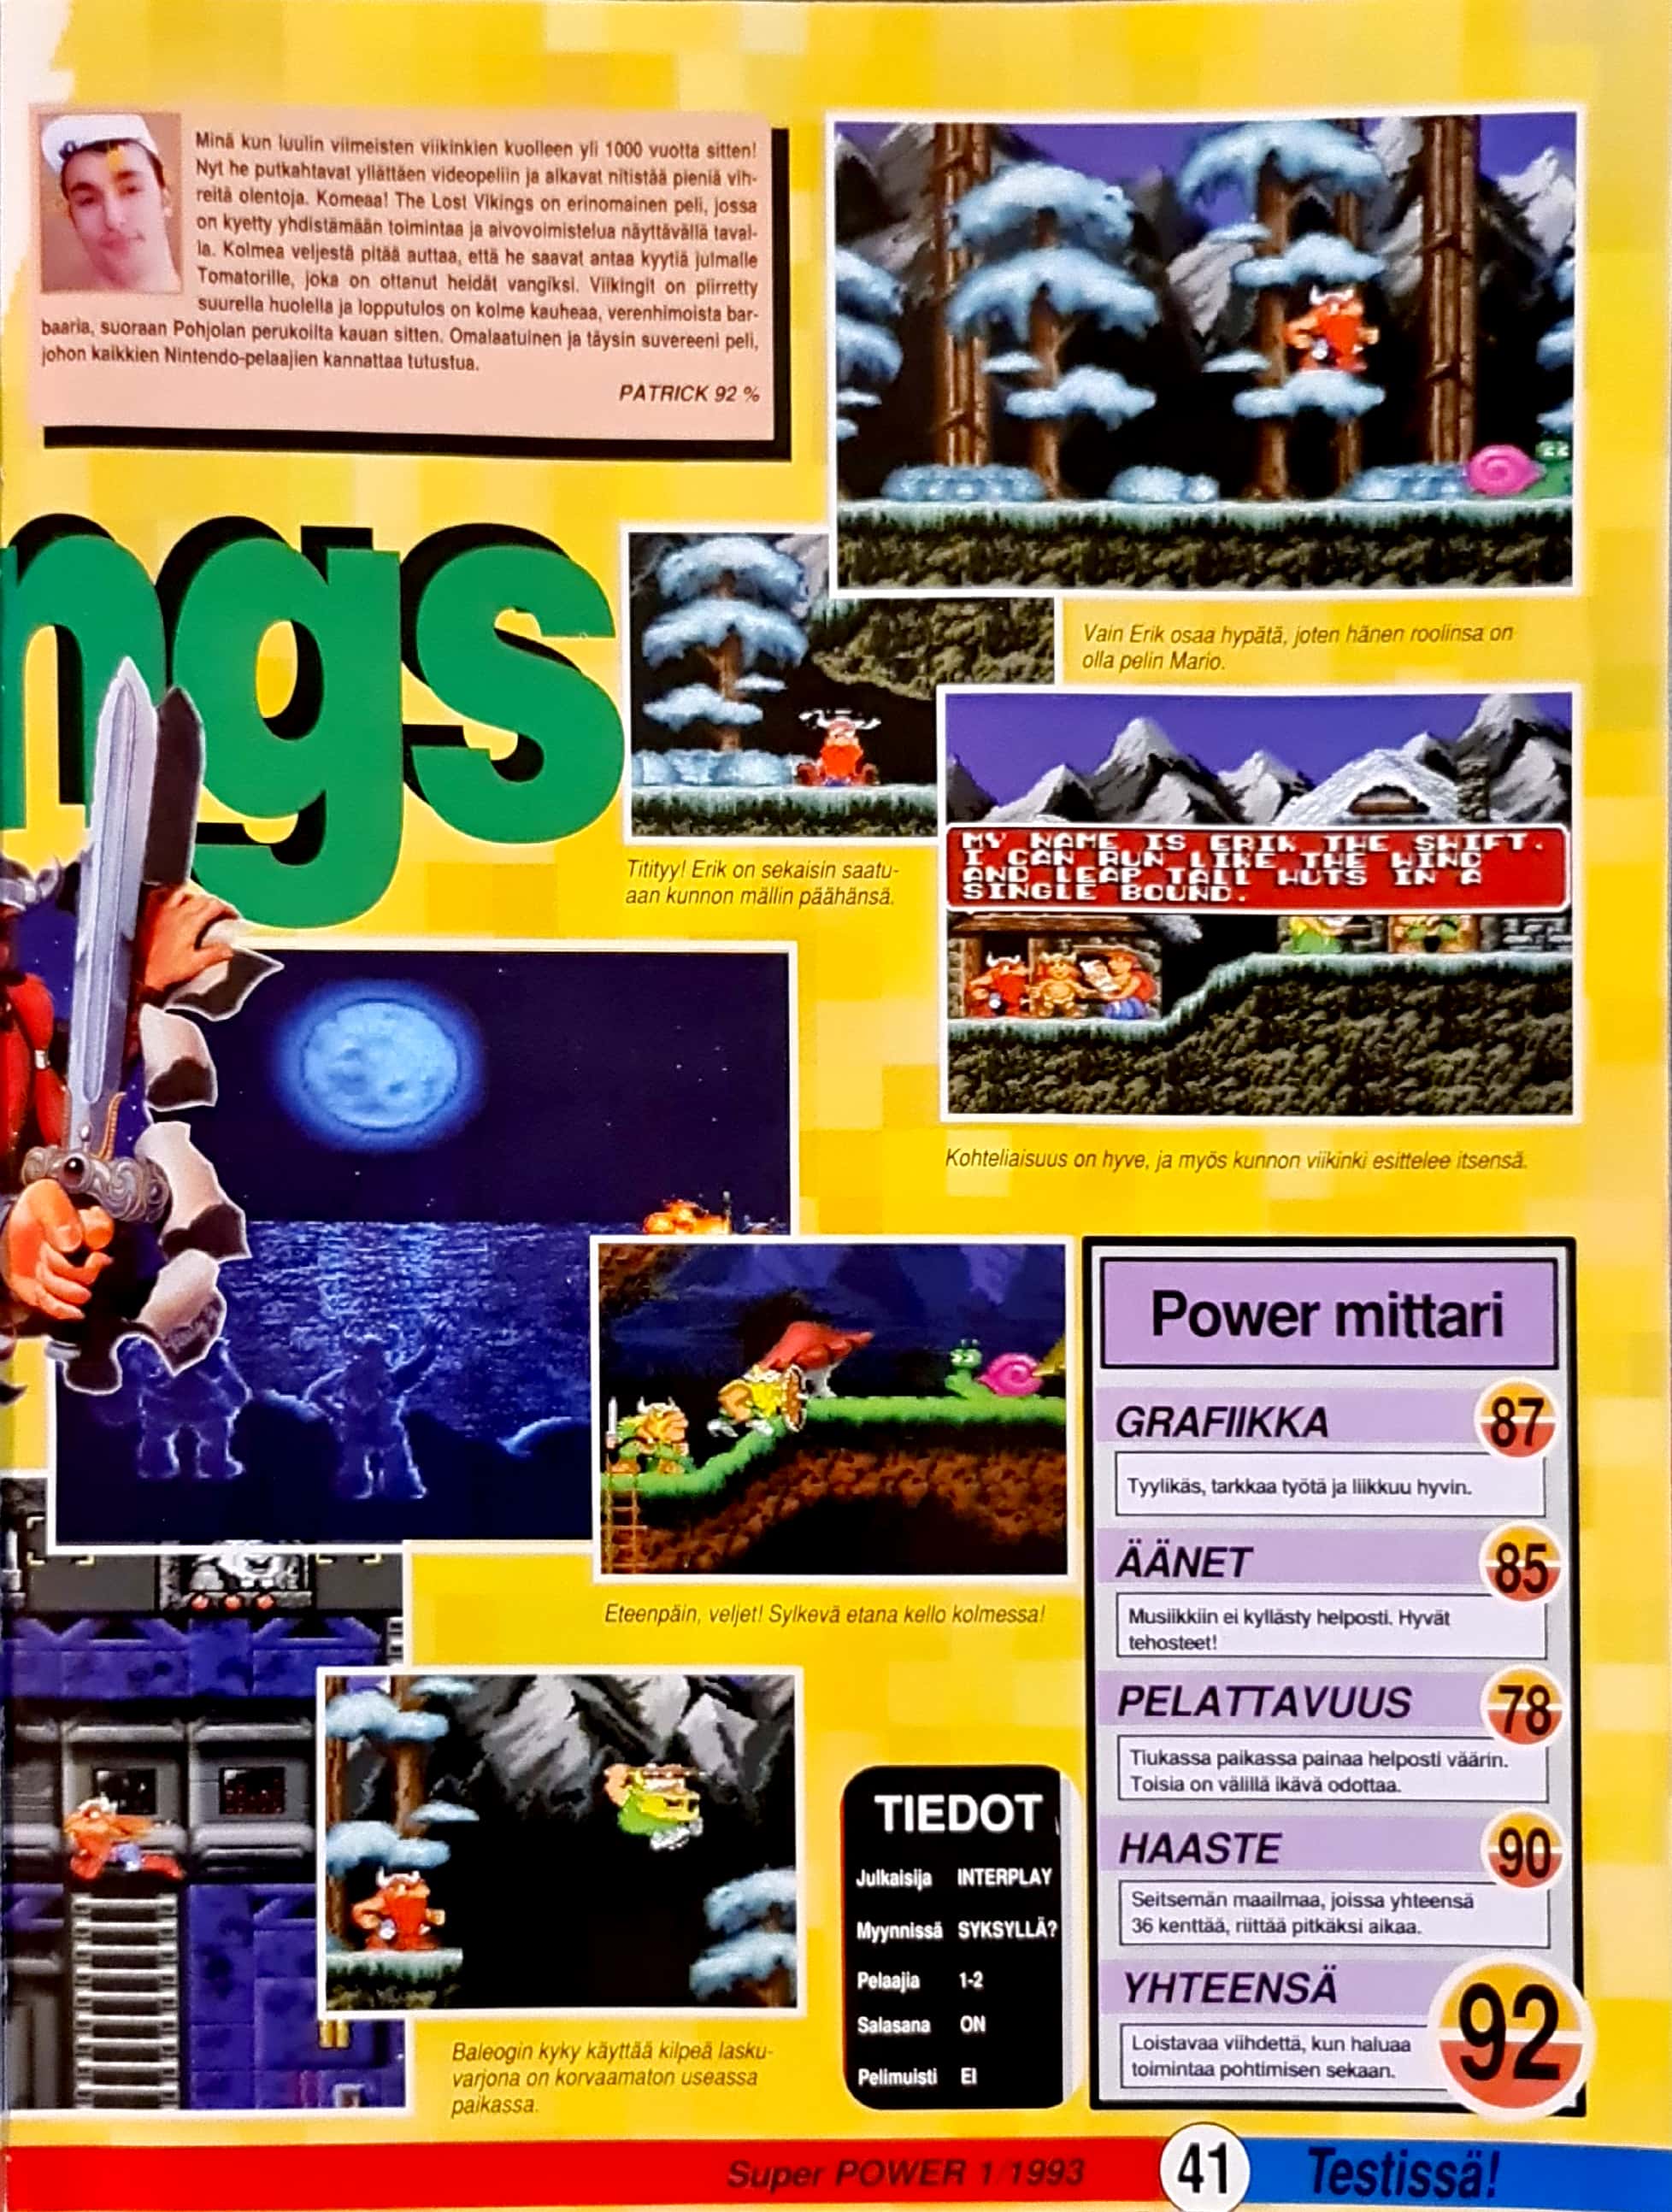 Minä kun luulin viimeisten viikinkien kuolleen yli 1000 vuotta sitten!
Nyt he putkahtavat yllättäen videopeliin ja alkavat nitistää pieniä vih-
reitä olentoja. Komeaa! The Lost Vikings on erinomainen peli, jossa
on kyetty yhdistämään toimintaa ja aivovoimistelua näyttävällä taval-
la. Kolmea veljestä pitää auttaa, että he saavat antaa kyytiä julmalle
Tomatorille, joka on ottanut heidät vangiksi. Viikingit on piirretty
suurella huolella ja lopputulos on kolme kauheaa, verenhimoista bar-
baaria, suoraan Pohjolan perukoilta kauan sitten. Omalaatuinen ja täysin suvereeni peli,
johon kaikkien Nintendo-pelaajien kannattaa tutustua.
PATRICK 92 %
ngs
Vain Erik osaa hypätä, joten hänen roolinsa on
olla pelin Mario.
Titityy! Erik on sekaisin saatu-
aan kunnon mällin päähänsä.
MY NAME IS ERIK THE SWIFT.
I CAN RUN LIKE THE WIND
AND LEAP TALL HUTS IN A
SINGLE BOUND.
Kohteliaisuus on hyve, ja myös kunnon viikinki esittelee itsensä.
Eteenpäin, veljet! Sylkevä etana kello kolmessa!
Baleogin kyky käyttää kilpeä lasku-
varjona on korvaamaton useassa
paikassa.
TIEDOT
Julkaisija INTERPLAY
Myynnissä SYKSYLLÄ?
Pelaajia 1-2
Salasana ON
Pelimuisti EI
Power mittari
GRAFIIKKA 87
Tyylikäs, tarkkaa työtä ja liikkuu hyvin.
ÄÄNET 85
Musiikkiin ei kyllästy helposti. Hyvät
tehosteet!
PELATTAVUUS 78
Tiukassa paikassa painaa helposti väärin.
Toisia on välillä ikävä odottaa.
HAASTE 90
Seitsemän maailmaa, joissa yhteensä
36 kenttää, riittää pitkäksi aikaa.
YHTEENSÄ 92
Loistavaa viihdettä, kun haluaa
toimintaa pohtimisen sekaan.
Super POWER 1/1993
41
Testissä!